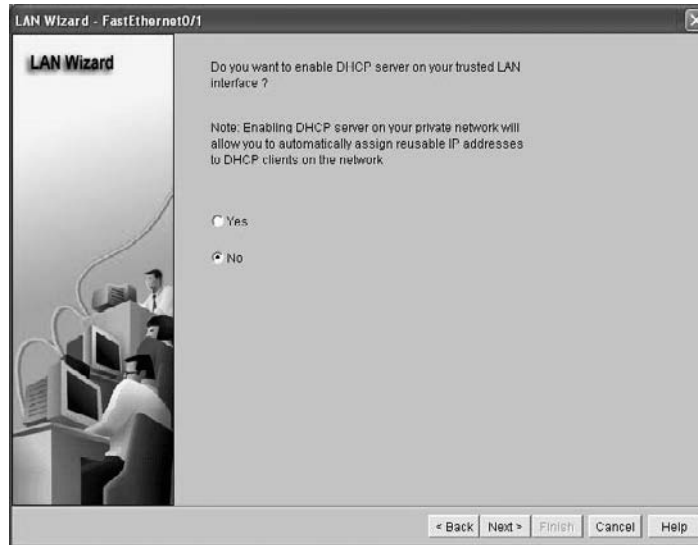 LAN Wizard - FastEthernet0/1
LAN Wizard
Do you want to enable DHCP server on your trusted LAN
interface ?
Note: Enabling DHCP server on your private network will
allow you to automatically assign reusable IP addresses
to DHCP clients on the network
Yes
No
< Back Next > Finish Cancel Help